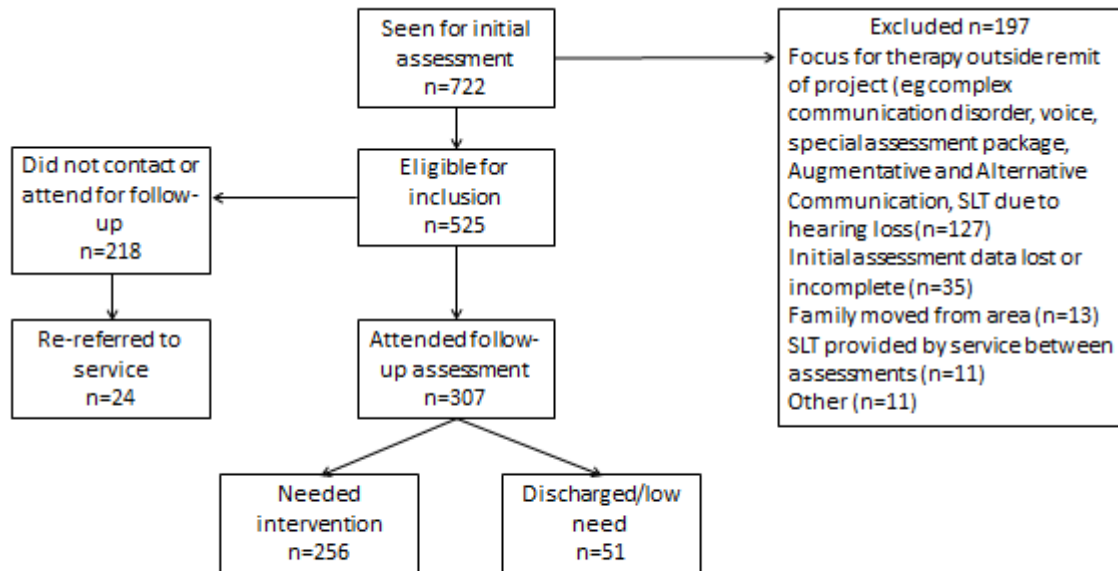 Seen for initial
assessment
n=722
Excluded n=197
Focus for therapy outside remit
of project (eg complex
communication disorder, voice,
special assessment package,
Augmentative and Alternative
Communication, SLT due to
hearing loss(n=127)
Initial assessment data lost or
incomplete (n=35)
Family moved from area (n=13)
SLT provided by service between
assessments (n=11)
Other (n=11)
Did not contact or
attend for follow-
up
n=218
Eligible for
inclusion
n=525
Re-referred to
service
n=24
Attended follow-
up assessment
n=307
Needed
intervention
n=256
Discharged/low
need
n=51